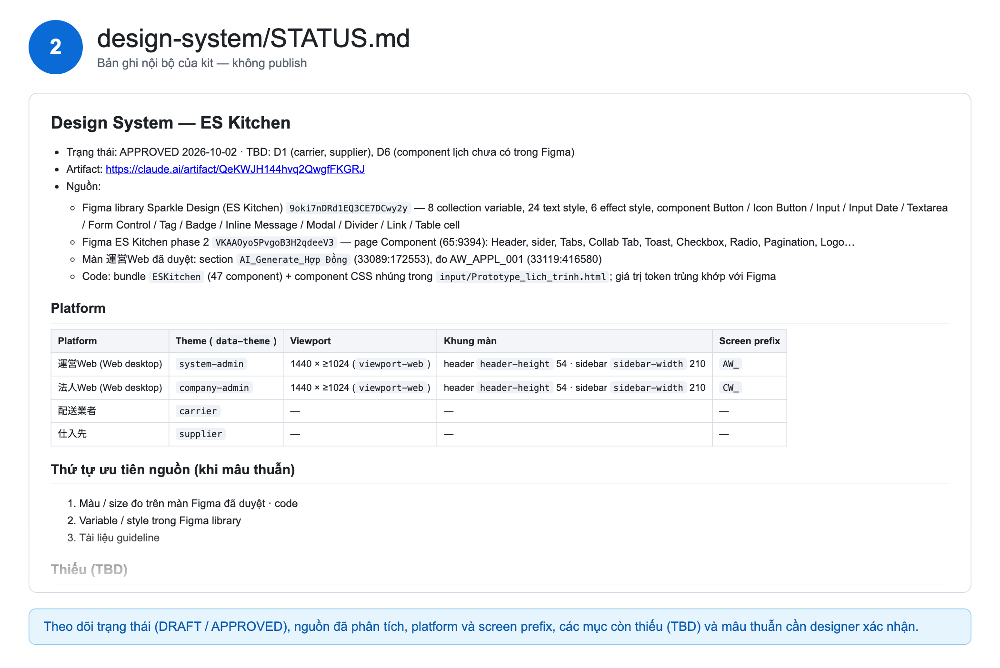 2
design-system/STATUS.md
Bản ghi nội bộ của kit — không publish
Design System — ES Kitchen
• Trạng thái: APPROVED 2026-10-02 · TBD: D1 (carrier, supplier), D6 (component lịch chưa có trong Figma)
• Artifact: https://claude.ai/artifact/QeKWJH144hvq2QwgfFKGRJ
• Nguồn:
◦ Figma library Sparkle Design (ES Kitchen) 9oki7nDRd1EQ3CE7DCwy2y — 8 collection variable, 24 text style, 6 effect style, component Button / Icon Button / Input / Input Date / Textarea
/ Form Control / Tag / Badge / Inline Message / Modal / Divider / Link / Table cell
◦ Figma ES Kitchen phase 2 VKAAOyoSPvgoB3H2qdeeV3 — page Component (65:9394): Header, sider, Tabs, Collab Tab, Toast, Checkbox, Radio, Pagination, Logo…
◦ Màn 運営Web đã duyệt: section AI_Generate_Hợp Đồng (33089:172553), đo AW_APPL_001 (33119:416580)
◦ Code: bundle ESKitchen (47 component) + component CSS nhúng trong input/Prototype_lich_trinh.html; giá trị token trùng khớp với Figma
Platform
Platform Theme ( data-theme ) Viewport Khung màn Screen prefix
運営Web (Web desktop) system-admin 1440 × ≥1024 ( viewport-web ) header header-height 54 · sidebar sidebar-width 210 AW_
法人Web (Web desktop) company-admin 1440 × ≥1024 ( viewport-web ) header header-height 54 · sidebar sidebar-width 210 CW_
配送業者 carrier — — —
仕入先 supplier — — —
Thứ tự ưu tiên nguồn (khi mâu thuẫn)
1. Màu / size đo trên màn Figma đã duyệt · code
2. Variable / style trong Figma library
3. Tài liệu guideline
Thiếu (TBD)
Theo dõi trạng thái (DRAFT / APPROVED), nguồn đã phân tích, platform và screen prefix, các mục còn thiếu (TBD) và mâu thuẫn cần designer xác nhận.